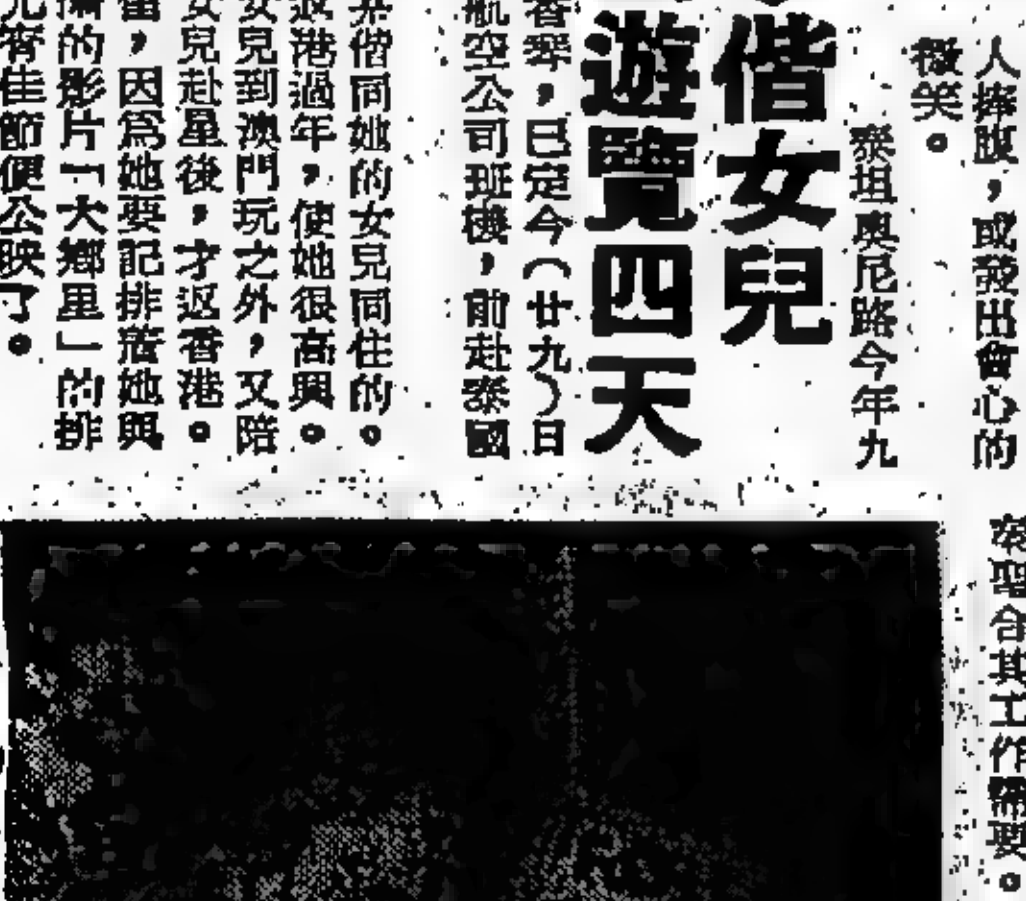 人捧腹，或發出會心的
微笑。
泰坦奧尼路今年九
偕女兒
遊覽四天
香琴，已定今（廿九）日
航空公司班機，前赴泰國
偕同她的女兒同住的。
返港過年，使她很高興。
女兒到澳門玩之外，又陪
女兒赴星後，才返香港。
因爲她要記掛着她與
的影片「大鄉里」的排
元宵佳節便公映了。
合其工作需要。